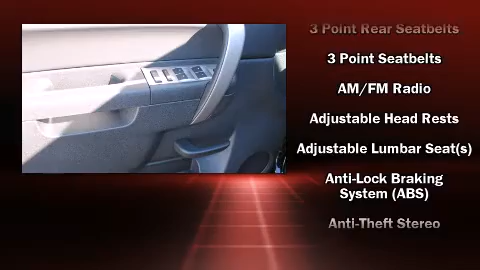 3 Point Rear Seatbelts
3 Point Seatbelts
AM/FM Radio
Adjustable Head Rests
Adjustable Lumbar Seat(s)
Anti-Lock Braking
System (ABS)
Anti-Theft Stereo